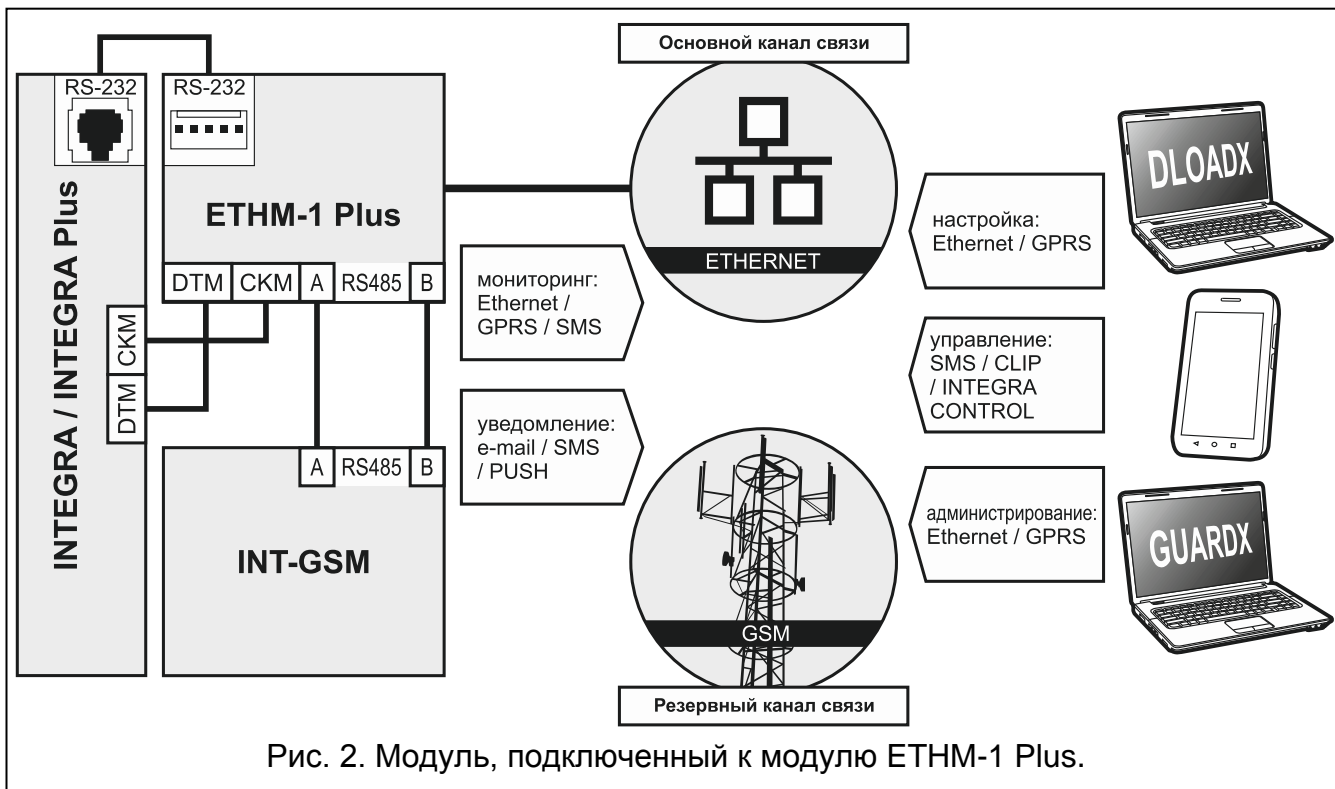 Основной канал связи
RS-232
RS-232
INTEGRA / INTEGRA Plus
ETHM-1 Plus
DTM
CKM
A
RS485
B
CKM
DTM
A
RS485
B
INT-GSM
мониторинг:
Ethernet /
GPRS / SMS
уведомление:
e-mail / SMS
/ PUSH
ETHERNET
GSM
Резервный канал связи
настройка:
Ethernet / GPRS
управление:
SMS / CLIP
/ INTEGRA
CONTROL
администрирование:
Ethernet / GPRS
DLOADX
GUARDX
Рис. 2. Модуль, подключенный к модулю ETHM-1 Plus.